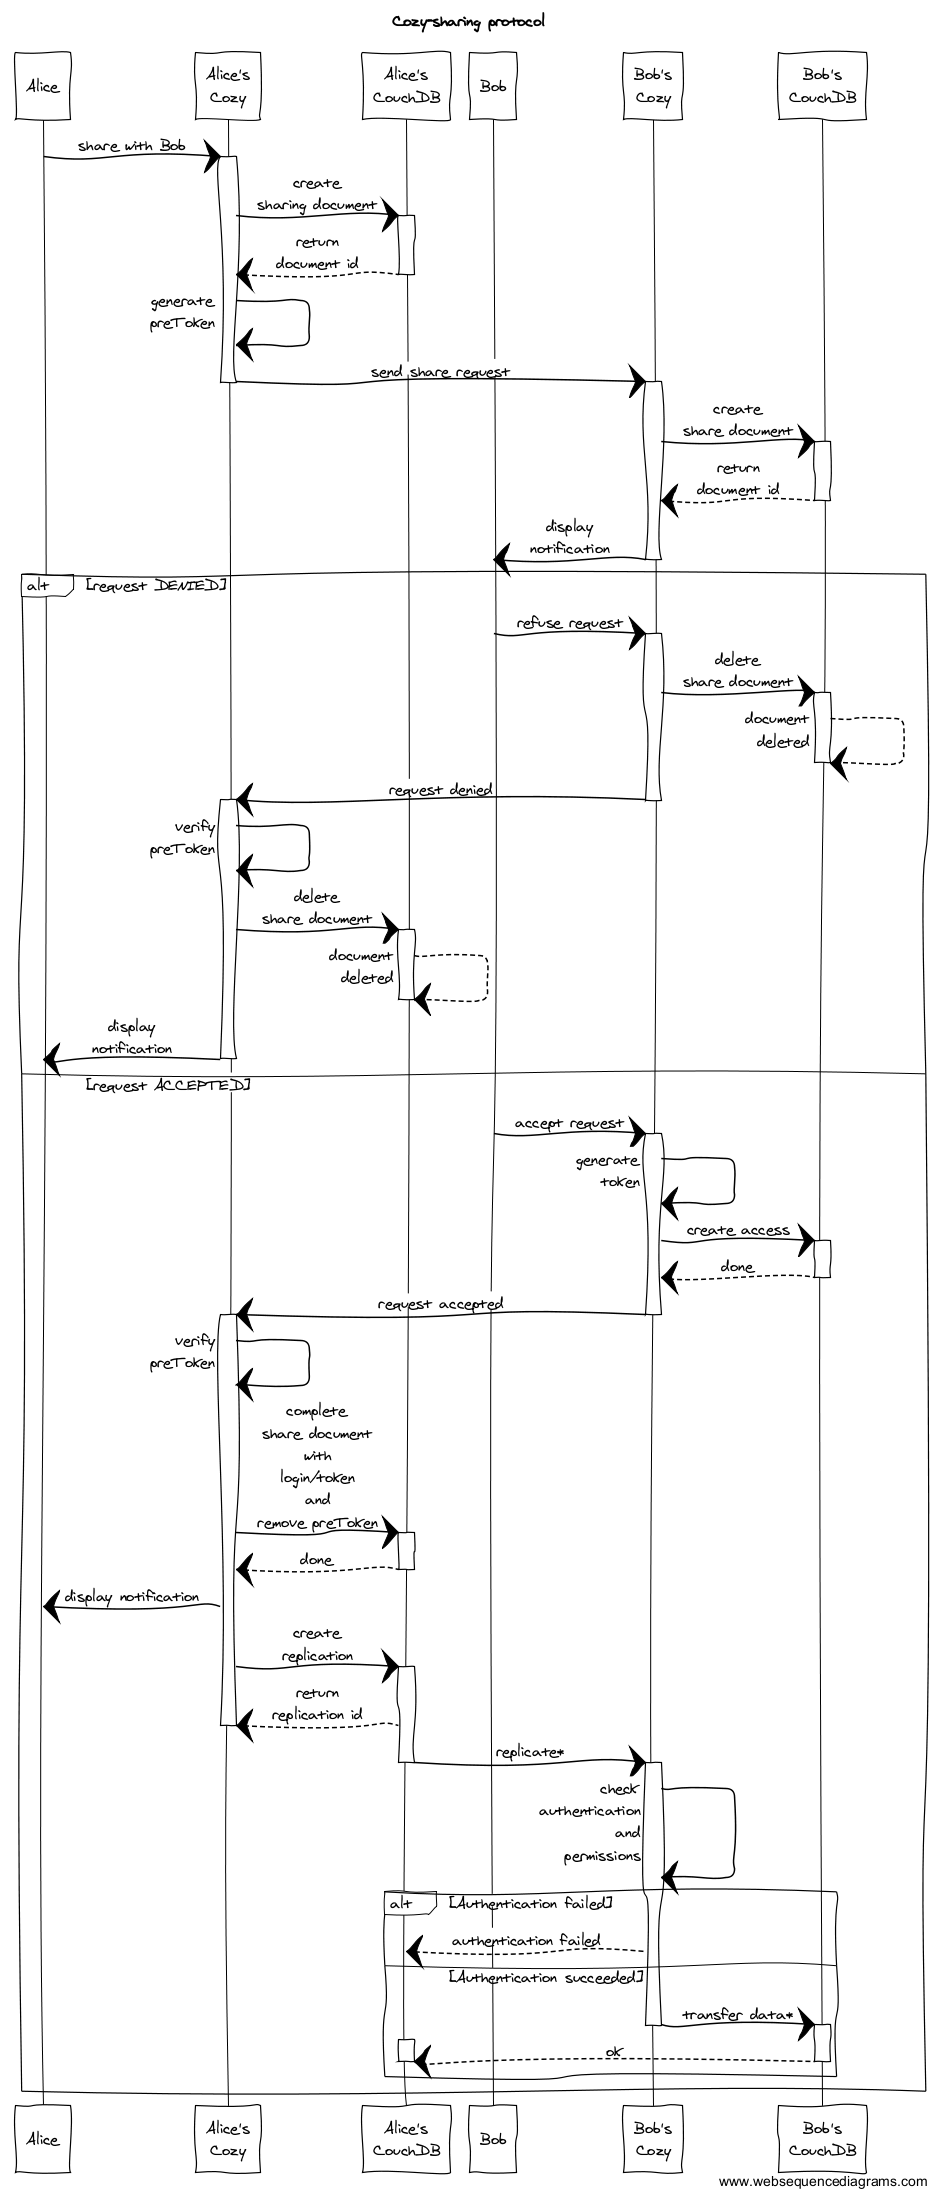 Cozy-sharing protocol
Alice
Alice's
Cozy
Alice's
CouchDB
Bob
Bob's
Cozy
Bob's
CouchDB
share with Bob
create
sharing document
return
document id
generate
preToken
send share request
create
share document
return
document id
display
notification
alt [request DENIED]
refuse request
delete
share document
document
deleted
request denied
verify
preToken
delete
share document
document
deleted
display
notification
[request ACCEPTED]
accept request
generate
token
create access
done
request accepted
verify
preToken
complete
share document
with
login/token
and
remove preToken
done
display notification
create
replication
return
replication id
replicate*
check
authentication
and
permissions
alt [Authentication failed]
authentication failed
[Authentication succeeded]
transfer data*
ok
Alice
Alice's
Cozy
Alice's
CouchDB
Bob
Bob's
Cozy
Bob's
CouchDB
www.websequencediagrams.com